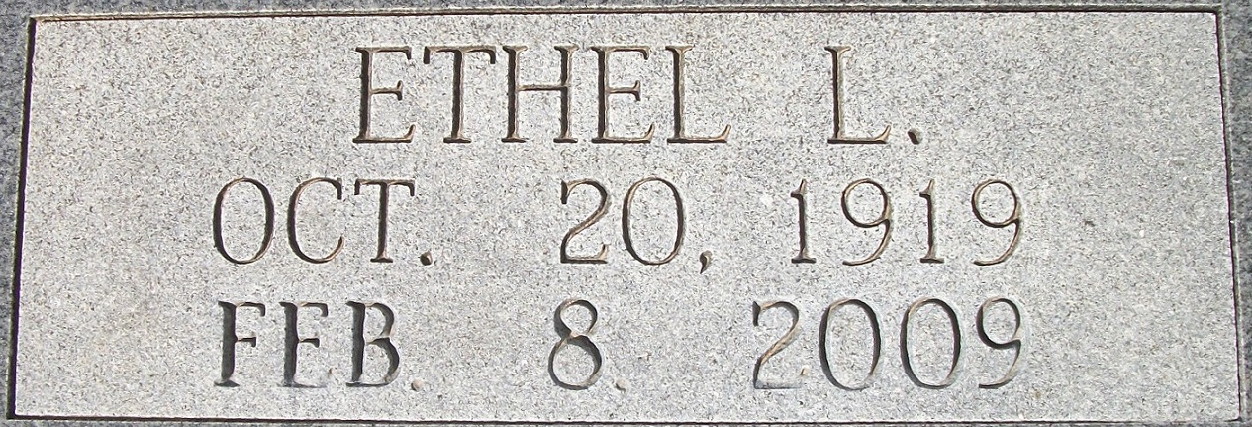 ETHEL L.
OCT. 20, 1919
FEB. 8. 2009